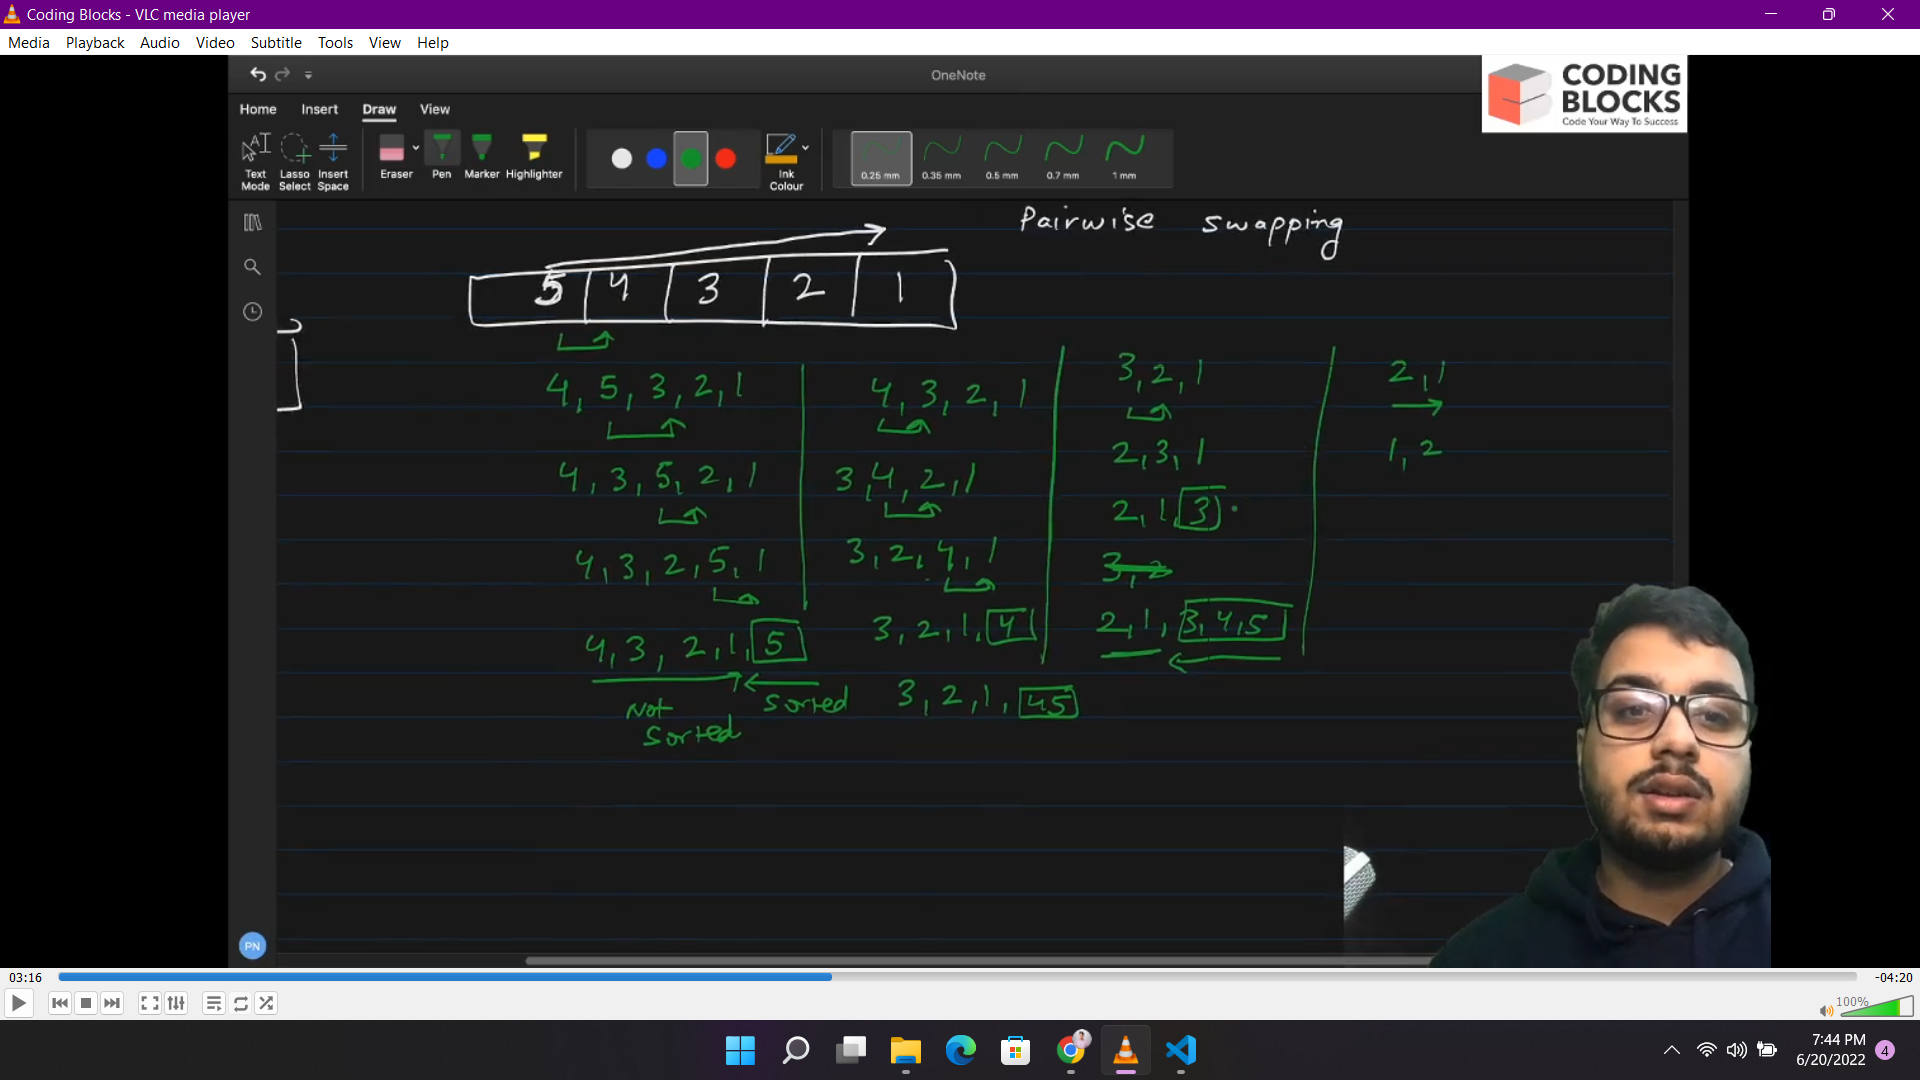 Coding Blocks - VLC media player
Media Playback Audio Video Subtitle Tools View Help
OneNote
CODING
BLOCKS
Code Your Way To Success
Home Insert Draw View
Text Mode
Lasso Select
Insert Space
Eraser
Pen
Marker
Highlighter
Ink Colour
0.25 mm 0.35 mm 0.5 mm 0.7 mm 1 mm
Pairwise swapping
5 4 3 2 1
4, 5, 3, 2, 1
4, 3, 5, 2, 1
4, 3, 2, 5, 1
4, 3, 2, 1, 5
Not sorted
sorted
4, 3, 2, 1
3, 4, 2, 1
3, 2, 4, 1
3, 2, 1, 4
3, 2, 1, 45
3, 2, 1
2, 3, 1
2, 1, 3
3, 2
2, 1, 3, 4, 5
2, 1
1, 2
PN
03:16
-04:20
100%
7:44 PM
6/20/2022
4